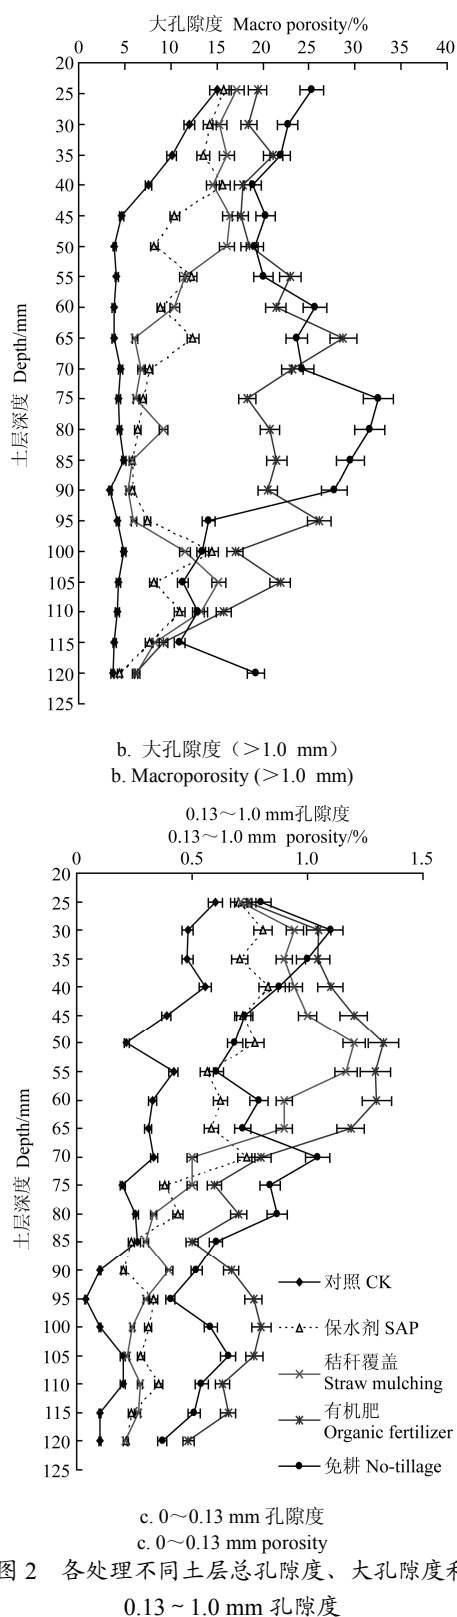 大孔隙度 Macro porosity/%
0 5 10 15 20 25 30 35 40
20
25
30
35
40
45
50
55
60
65
70
75
80
85
90
95
100
105
110
115
120
125
土层深度 Depth/mm
b. 大孔隙度（＞1.0 mm）
b. Macroporosity (＞1.0 mm)
0.13～1.0 mm孔隙度
0.13～1.0 mm porosity/%
0 0.5 1.0 1.5
20
25
30
35
40
45
50
55
60
65
70
75
80
85
90
95
100
105
110
115
120
125
土层深度 Depth/mm
对照 CK
保水剂 SAP
秸秆覆盖
Straw mulching
有机肥
Organic fertilizer
免耕 No-tillage
c. 0～0.13 mm 孔隙度
c. 0～0.13 mm porosity
图 2 各处理不同土层总孔隙度、大孔隙度和
0.13 ~ 1.0 mm 孔隙度